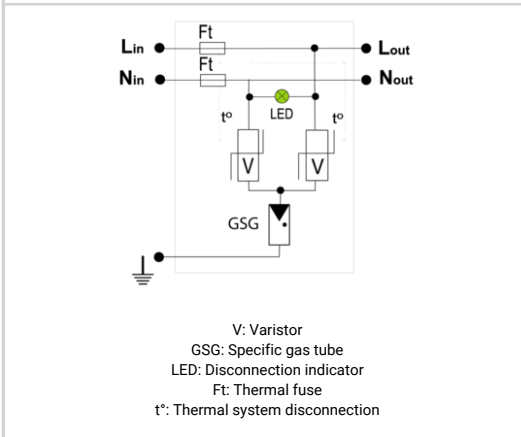 Ft
Lin Lout
Ft
Nin Nout
t° LED t°
V V
GSG
V: Varistor
GSG: Specific gas tube
LED: Disconnection indicator
Ft: Thermal fuse
t°: Thermal system disconnection